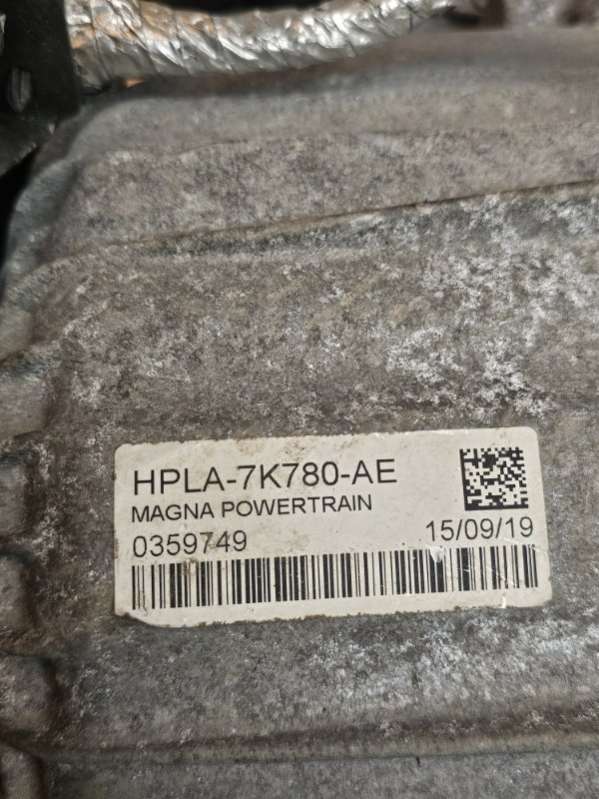 HPLA-7K780-AE
MAGNA POWERTRAIN
0359749
15/09/19